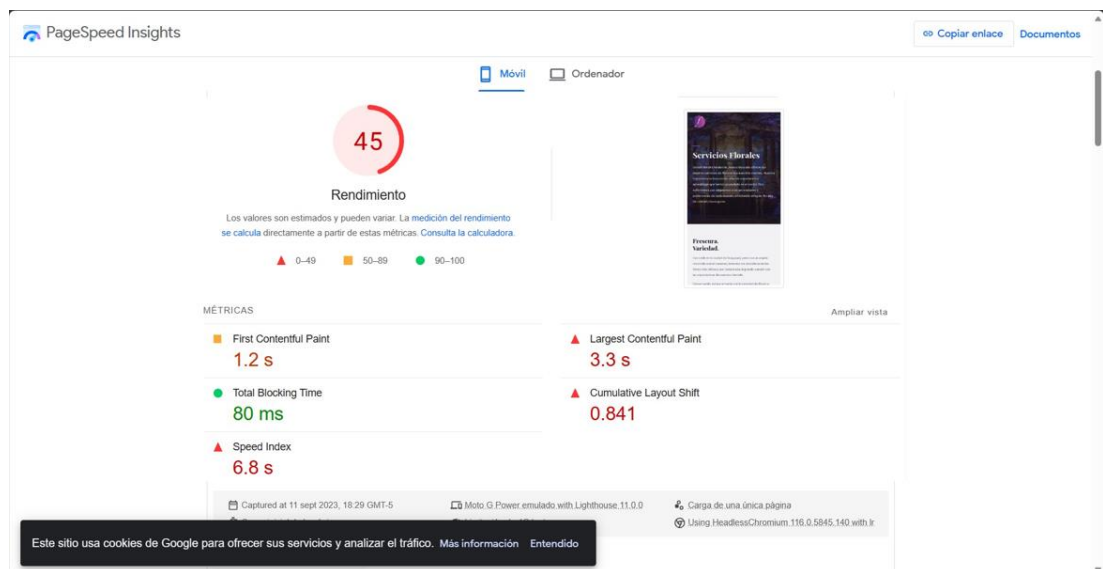 PageSpeed Insights
Copiar enlace
Documentos
Móvil
Ordenador
45
Rendimiento
Los valores son estimados y pueden variar. La medición del rendimiento
se calcula directamente a partir de estas métricas. Consulta la calculadora.
0–49
50–89
90–100
Servicios Florales
Frescura.
Variedad.
MÉTRICAS
Ampliar vista
First Contentful Paint
1.2 s
Largest Contentful Paint
3.3 s
Total Blocking Time
80 ms
Cumulative Layout Shift
0.841
Speed Index
6.8 s
Captured at 11 sept 2023, 18:29 GMT-5
Moto G Power emulado with Lighthouse 11.0.0
Carga de una única página
Using HeadlessChromium 116.0.5845.140 with lr
Este sitio usa cookies de Google para ofrecer sus servicios y analizar el tráfico. Más información Entendido